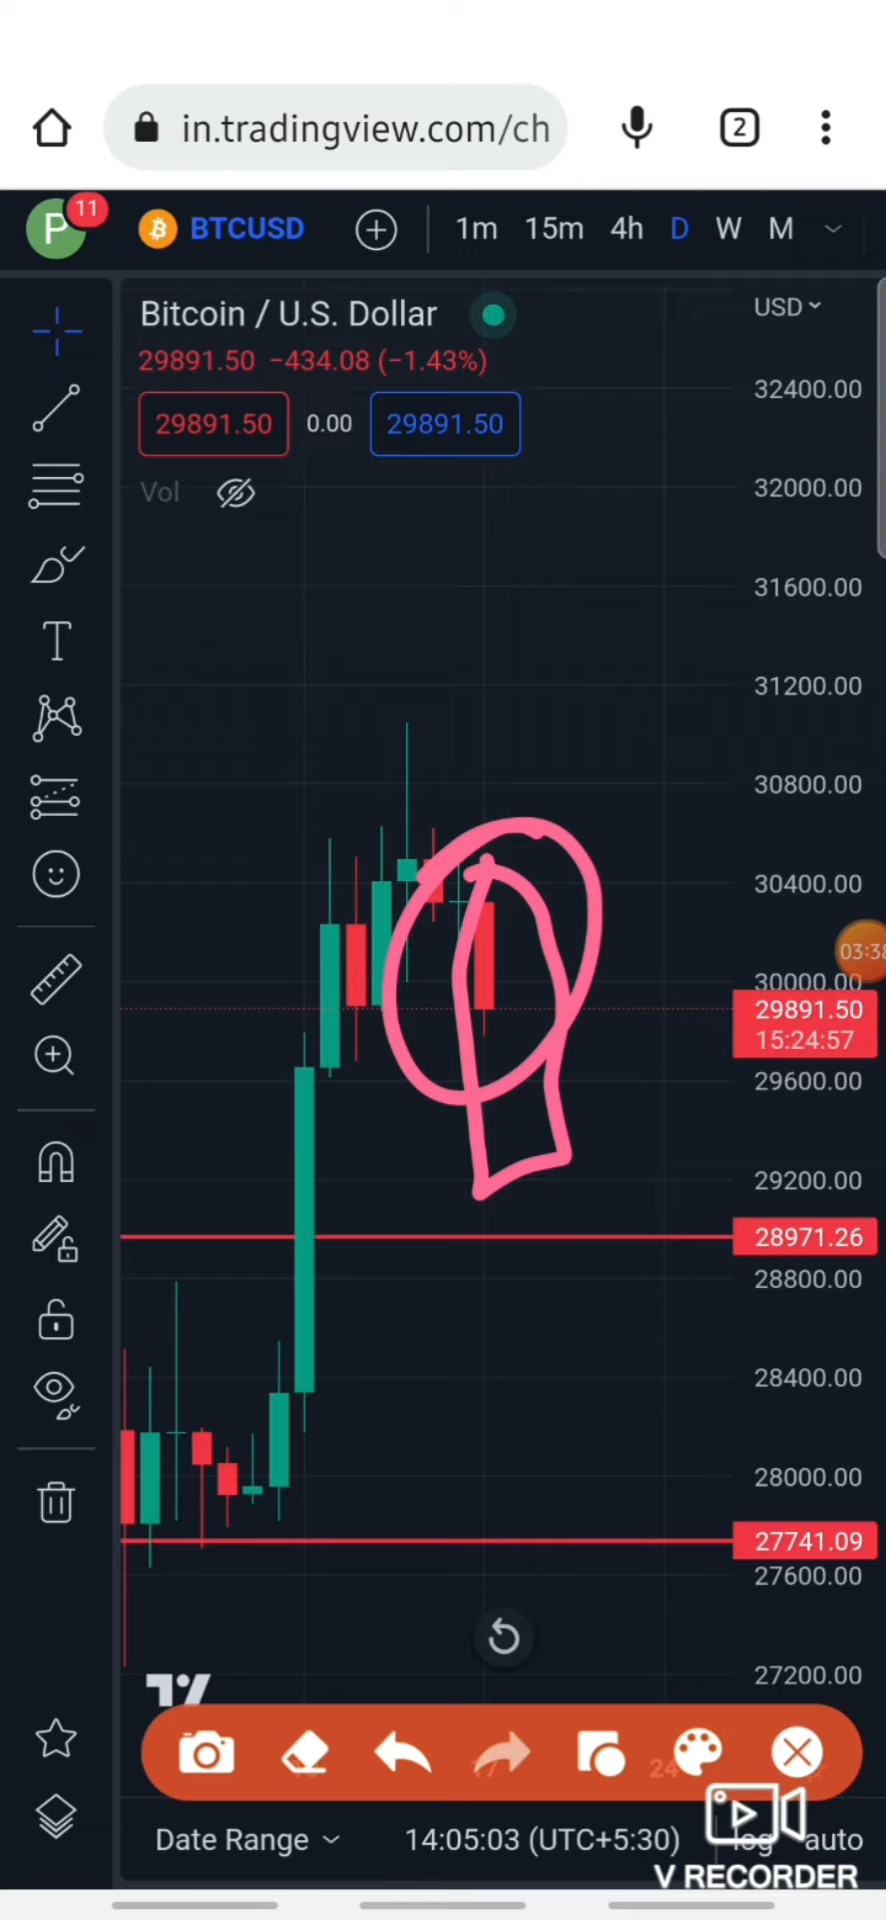 2
in.tradingview.com/ch
P
11
BTCUSD
1m 15m 4h D W M
Bitcoin / U.S. Dollar
USD
29891.50 −434.08 (−1.43%)
29891.50 0.00 29891.50
Vol
32400.00
32000.00
31600.00
31200.00
30800.00
30400.00
03:38
30000.00
29891.50
15:24:57
29600.00
29200.00
28971.26
28800.00
28400.00
28000.00
27741.09
27600.00
27200.00
17
24
Date Range 14:05:03 (UTC+5:30) log auto
V RECORDER